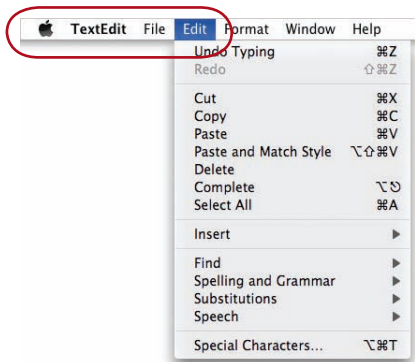 TextEdit File Edit Format Window Help
Undo Typing ⌘Z
Redo ⇧⌘Z
Cut ⌘X
Copy ⌘C
Paste ⌘V
Paste and Match Style ⌥⇧⌘V
Delete
Complete ⌥⎋
Select All ⌘A
Insert ▶
Find ▶
Spelling and Grammar ▶
Substitutions ▶
Speech ▶
Special Characters... ⌥⌘T